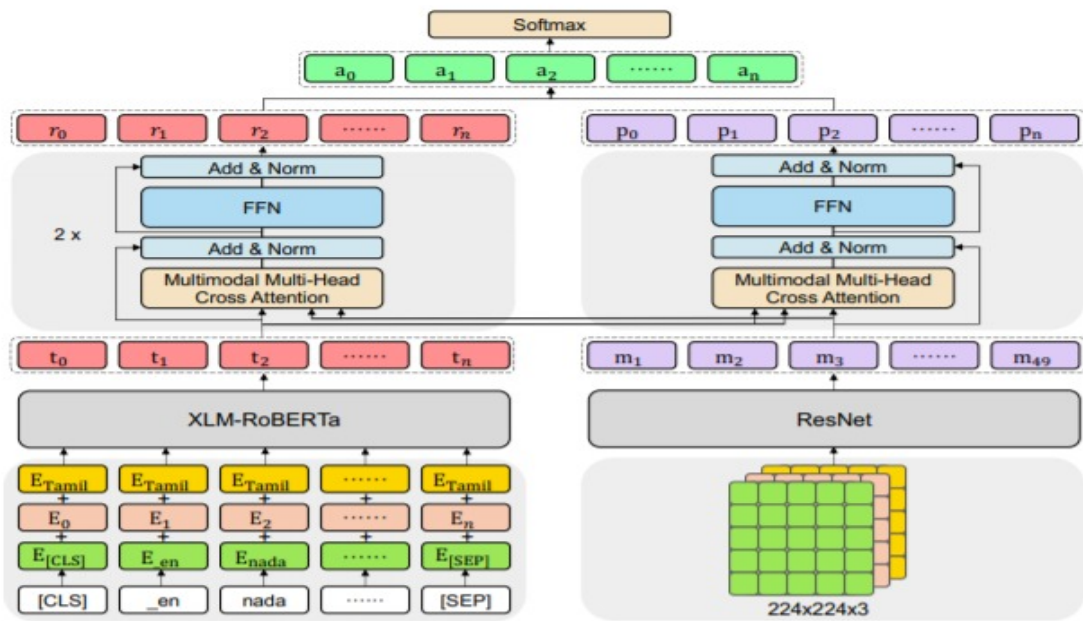 Softmax
a0 a1 a2 ...... an
r0 r1 r2 ...... rn p0 p1 p2 ...... pn
Add & Norm Add & Norm
FFN FFN
2 x
Add & Norm Add & Norm
Multimodal Multi-Head Multimodal Multi-Head
Cross Attention Cross Attention
t0 t1 t2 ...... tn m1 m2 m3 ...... m49
XLM-RoBERTa ResNet
ETamil ETamil ETamil ...... ETamil
+ + + + +
E0 E1 E2 ...... En
+ + + + +
E[CLS] E_en Enada ...... E[SEP]
[CLS] _en nada ...... [SEP]
224x224x3